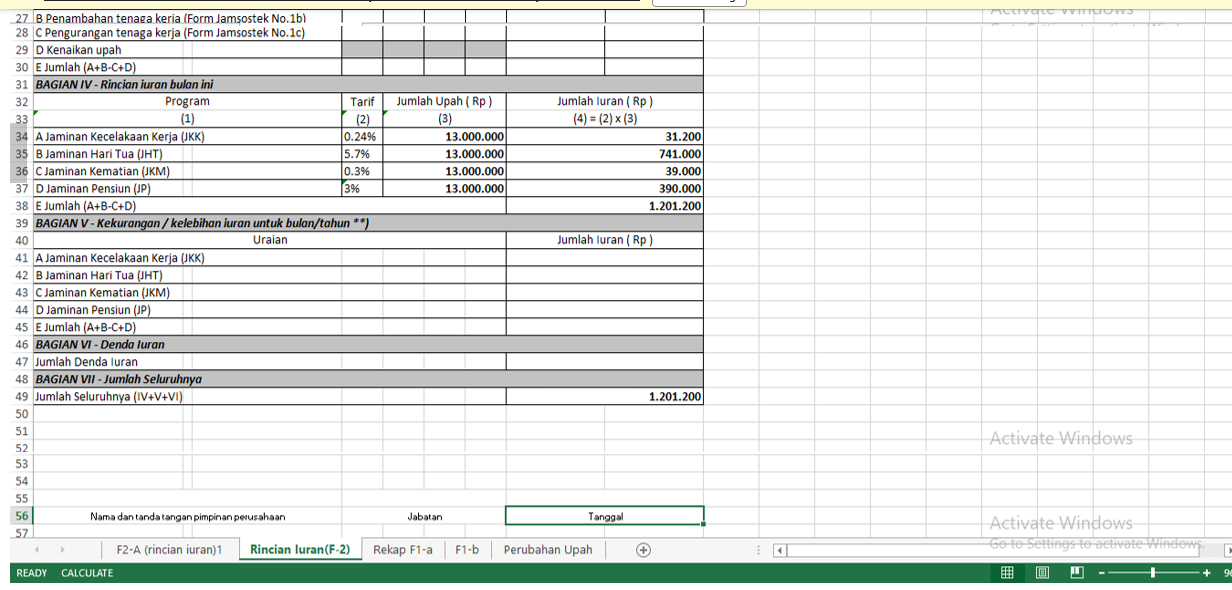 27 B Penambahan tenaga kerja (Form Jamsostek No.1b)
28 C Pengurangan tenaga kerja (Form Jamsostek No.1c)
29 D Kenaikan upah
30 E Jumlah (A+B-C+D)
31 BAGIAN IV - Rincian iuran bulan ini
32 Program Tarif Jumlah Upah ( Rp ) Jumlah Iuran ( Rp )
33 (1) (2) (3) (4) = (2) x (3)
34 A Jaminan Kecelakaan Kerja (JKK) 0.24% 13.000.000 31.200
35 B Jaminan Hari Tua (JHT) 5.7% 13.000.000 741.000
36 C Jaminan Kematian (JKM) 0.3% 13.000.000 39.000
37 D Jaminan Pensiun (JP) 3% 13.000.000 390.000
38 E Jumlah (A+B-C+D) 1.201.200
39 BAGIAN V - Kekurangan / kelebihan iuran untuk bulan/tahun **)
40 Uraian Jumlah Iuran ( Rp )
41 A Jaminan Kecelakaan Kerja (JKK)
42 B Jaminan Hari Tua (JHT)
43 C Jaminan Kematian (JKM)
44 D Jaminan Pensiun (JP)
45 E Jumlah (A+B-C+D)
46 BAGIAN VI - Denda Iuran
47 Jumlah Denda Iuran
48 BAGIAN VII - Jumlah Seluruhnya
49 Jumlah Seluruhnya (IV+V+VI) 1.201.200
50
51 Activate Windows
52
53
54
55
56 Nama dan tanda tangan pimpinan perusahaan Jabatan Tanggal
57 Activate Windows
Go to Settings to activate Windows.
F2-A (rincian iuran)1 Rincian Iuran(F-2) Rekap F1-a F1-b Perubahan Upah
READY CALCULATE